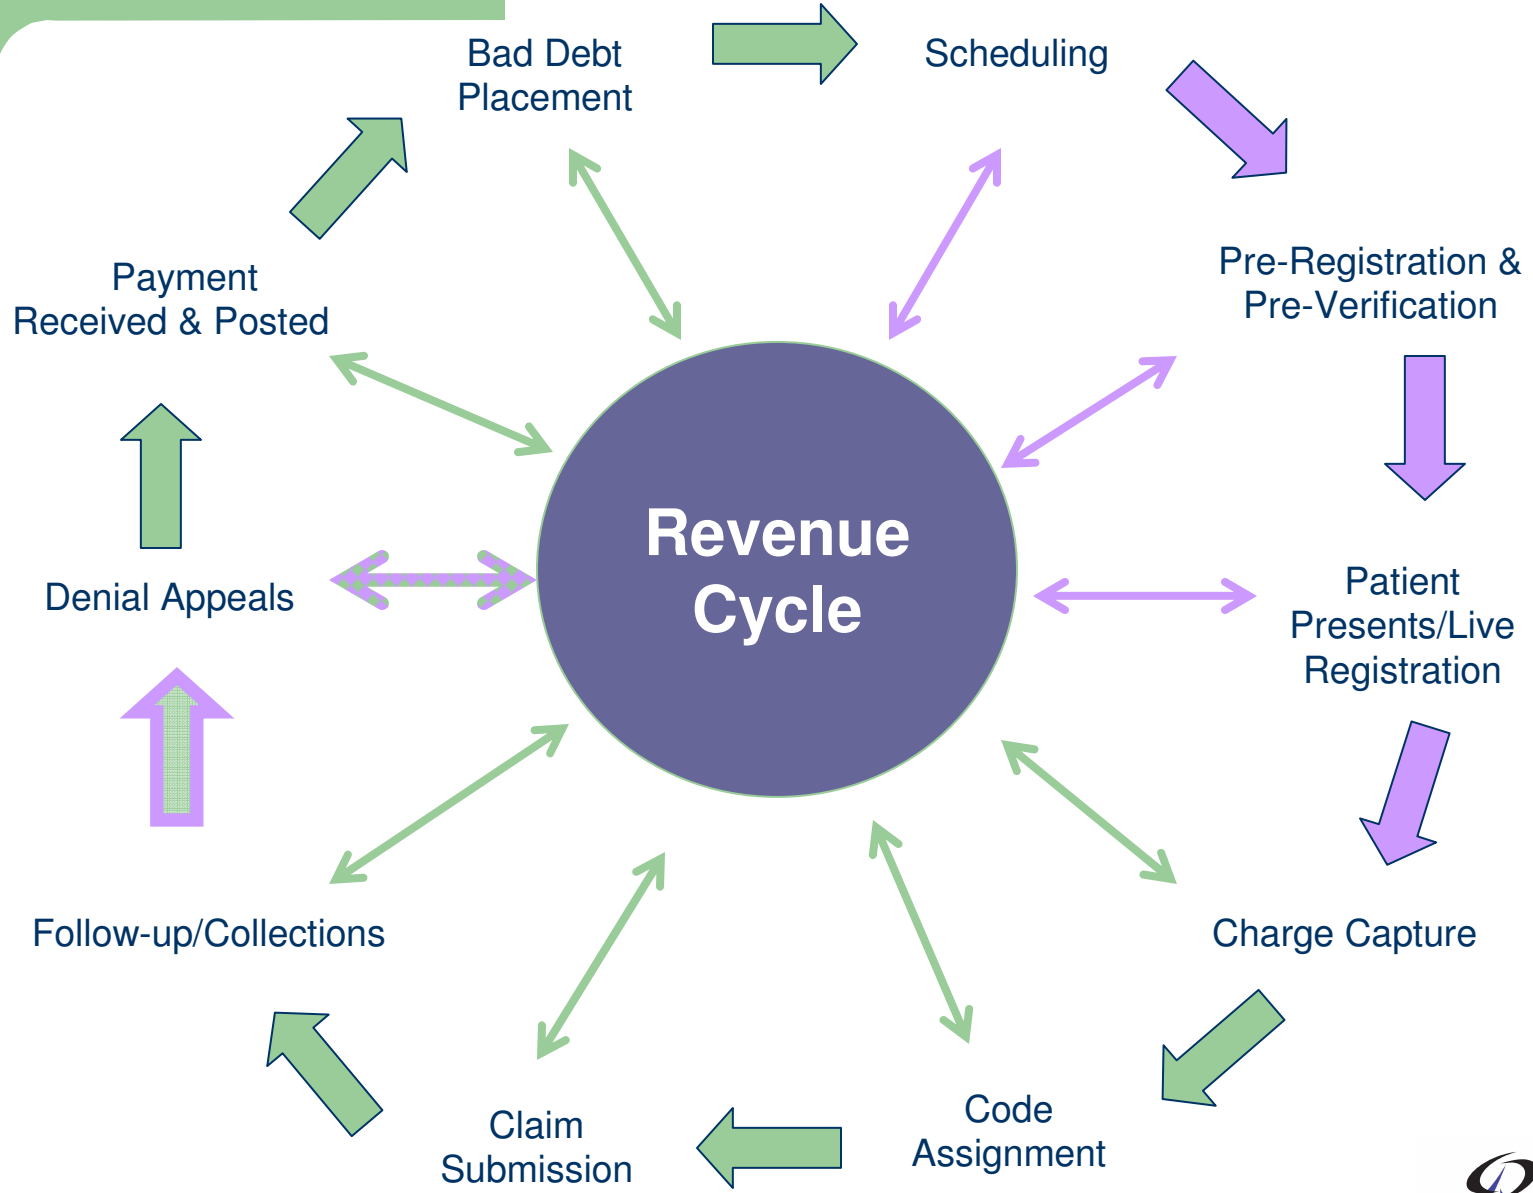 Bad Debt
Placement
Scheduling
Pre-Registration &
Pre-Verification
Payment
Received & Posted
Revenue
Cycle
Denial Appeals
Patient
Presents/Live
Registration
Follow-up/Collections
Charge Capture
Code
Assignment
Claim
Submission